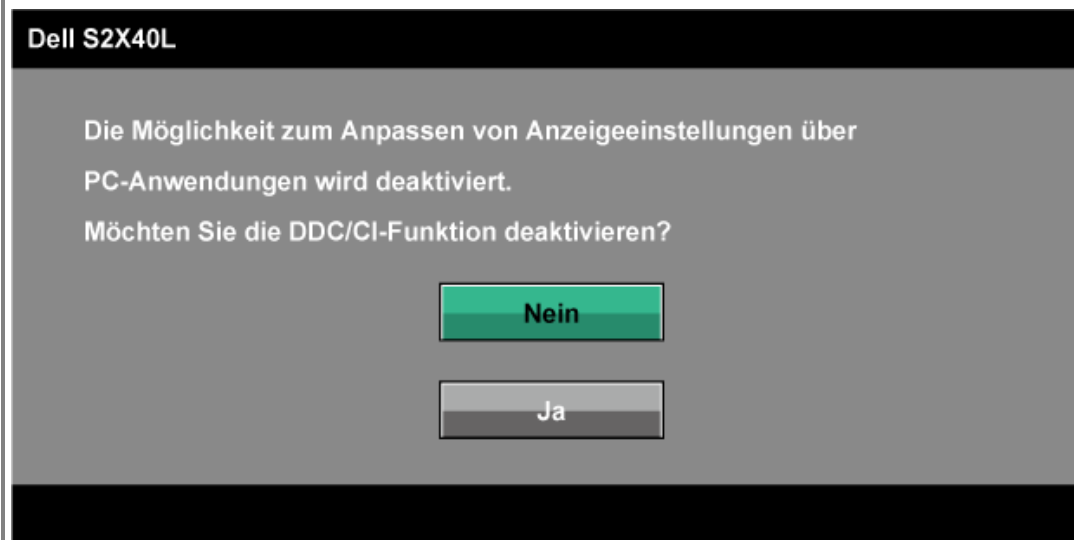 Dell S2X40L
Die Möglichkeit zum Anpassen von Anzeigeeinstellungen über
PC-Anwendungen wird deaktiviert.
Möchten Sie die DDC/CI-Funktion deaktivieren?
Nein
Ja